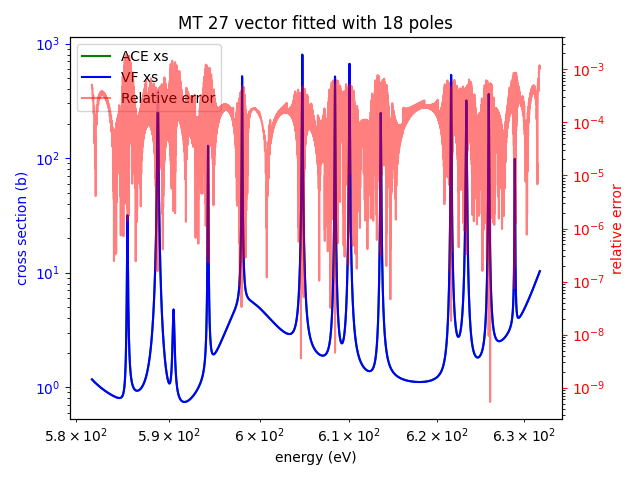 MT 27 vector fitted with 18 poles
ACE xs
VF xs
Relative error
cross section (b)
10³
10²
10¹
10⁰
10⁻³
10⁻⁴
10⁻⁵
10⁻⁶
10⁻⁷
10⁻⁸
10⁻⁹
relative error
5.8 × 10² 5.9 × 10² 6 × 10² 6.1 × 10² 6.2 × 10² 6.3 × 10²
energy (eV)